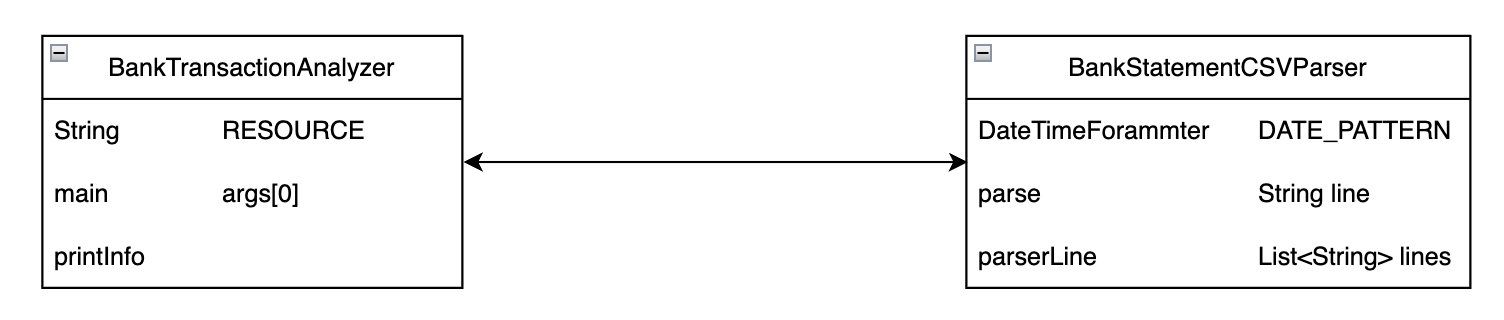 BankTransactionAnalyzer
String RESOURCE
main args[0]
printInfo
BankStatementCSVParser
DateTimeForammter DATE_PATTERN
parse String line
parserLine List<String> lines